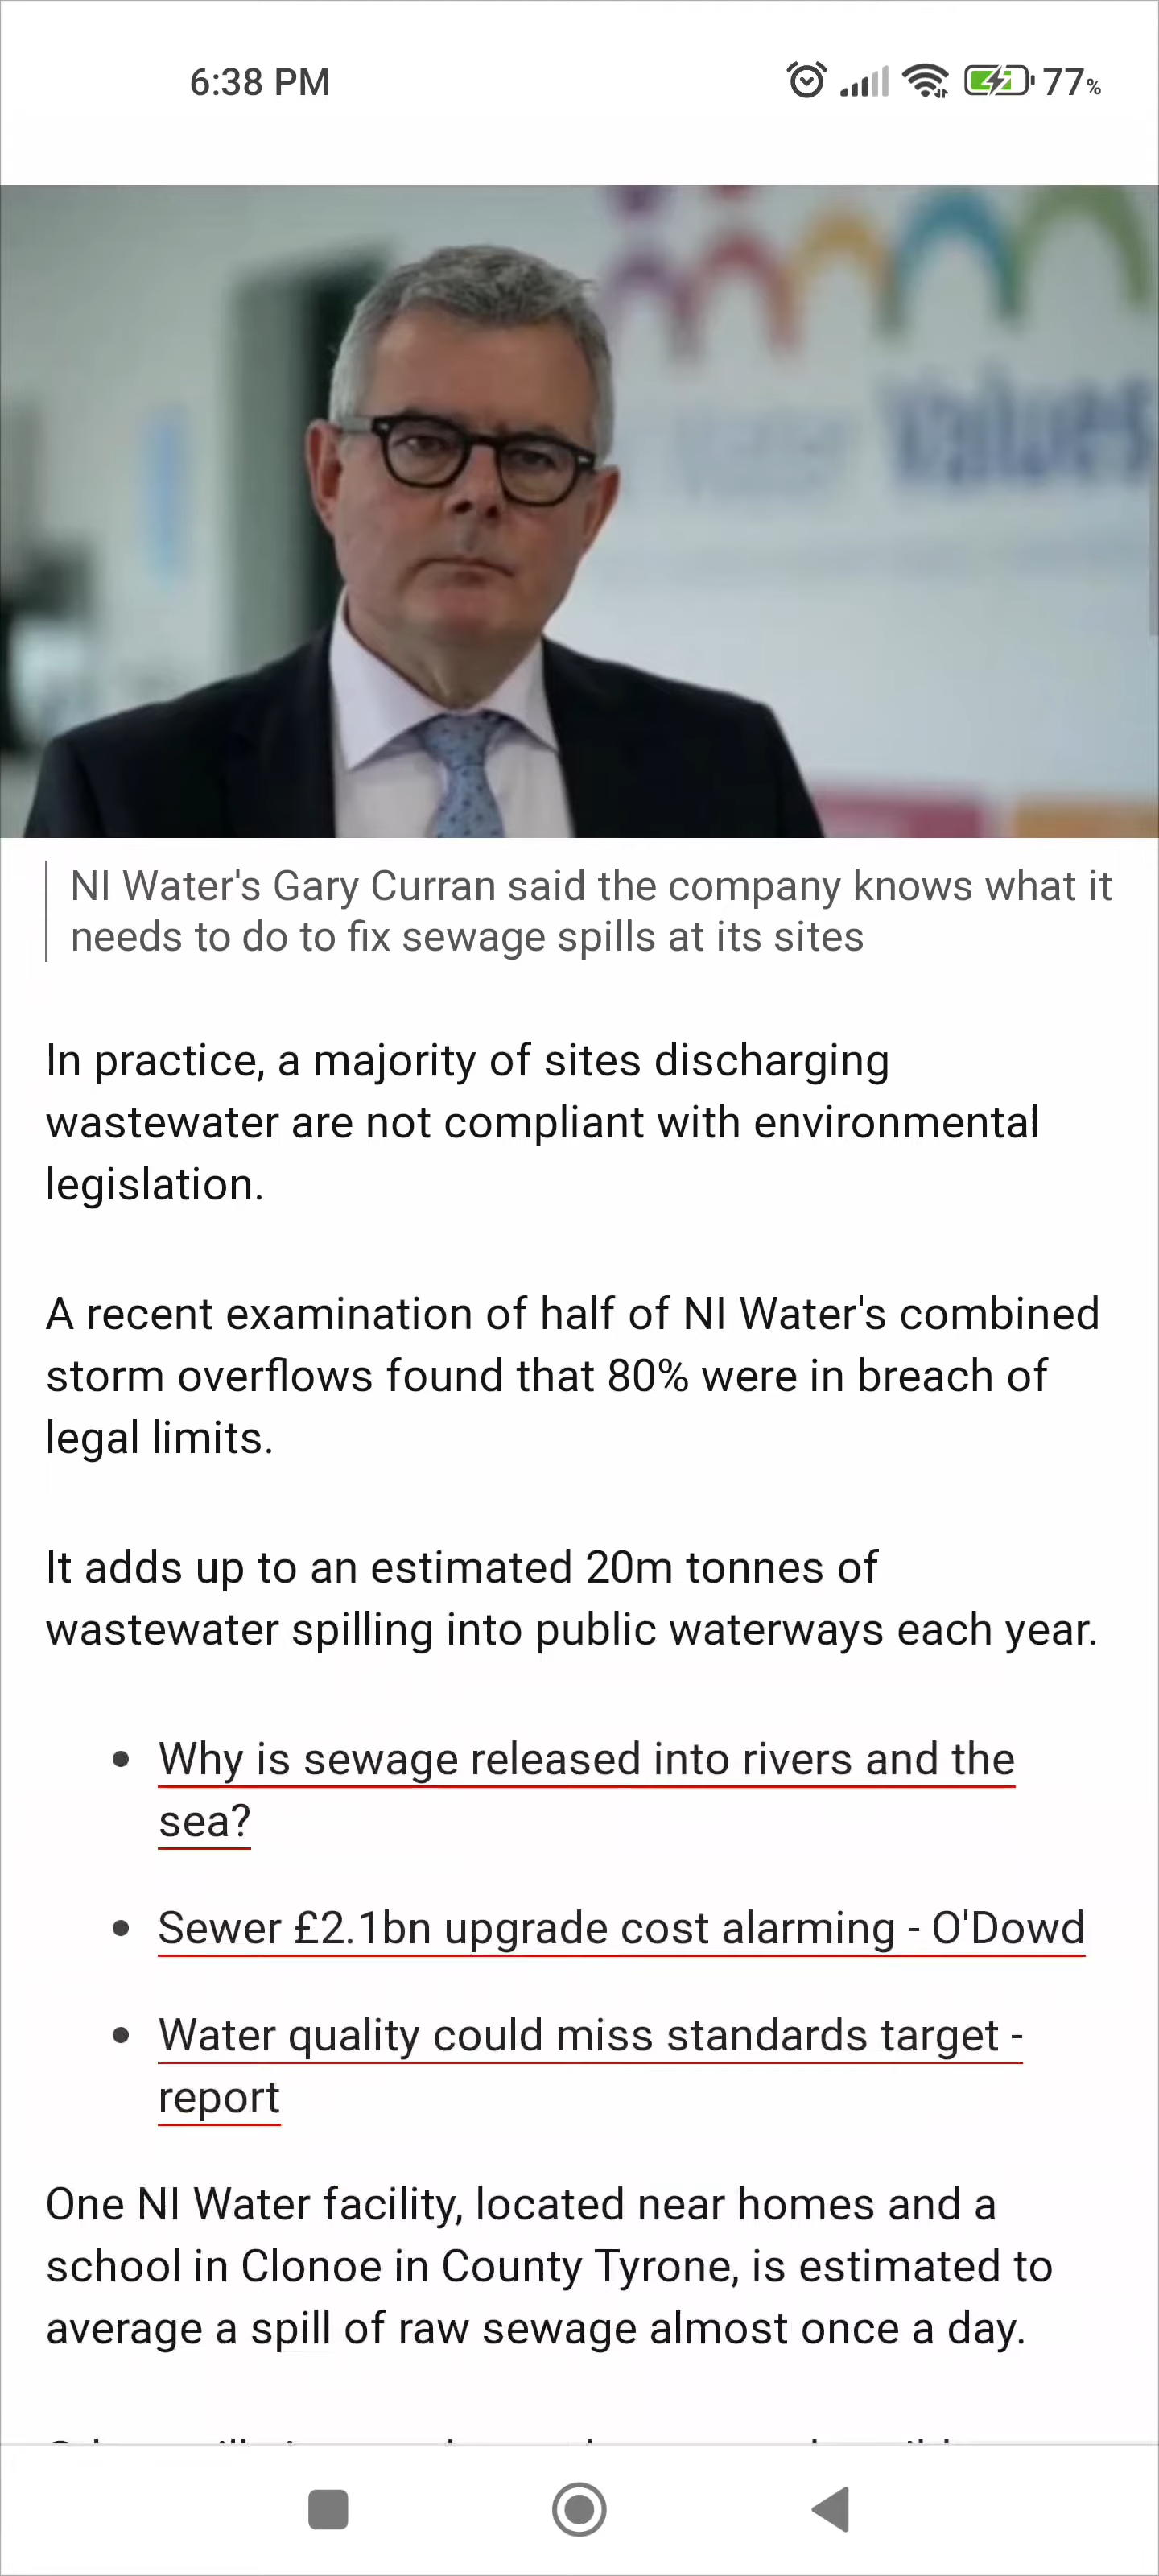 6:38 PM
77%
Values
NI Water's Gary Curran said the company knows what it
needs to do to fix sewage spills at its sites
In practice, a majority of sites discharging
wastewater are not compliant with environmental
legislation.
A recent examination of half of NI Water's combined
storm overflows found that 80% were in breach of
legal limits.
It adds up to an estimated 20m tonnes of
wastewater spilling into public waterways each year.
Why is sewage released into rivers and the
sea?
Sewer £2.1bn upgrade cost alarming - O'Dowd
Water quality could miss standards target -
report
One NI Water facility, located near homes and a
school in Clonoe in County Tyrone, is estimated to
average a spill of raw sewage almost once a day.